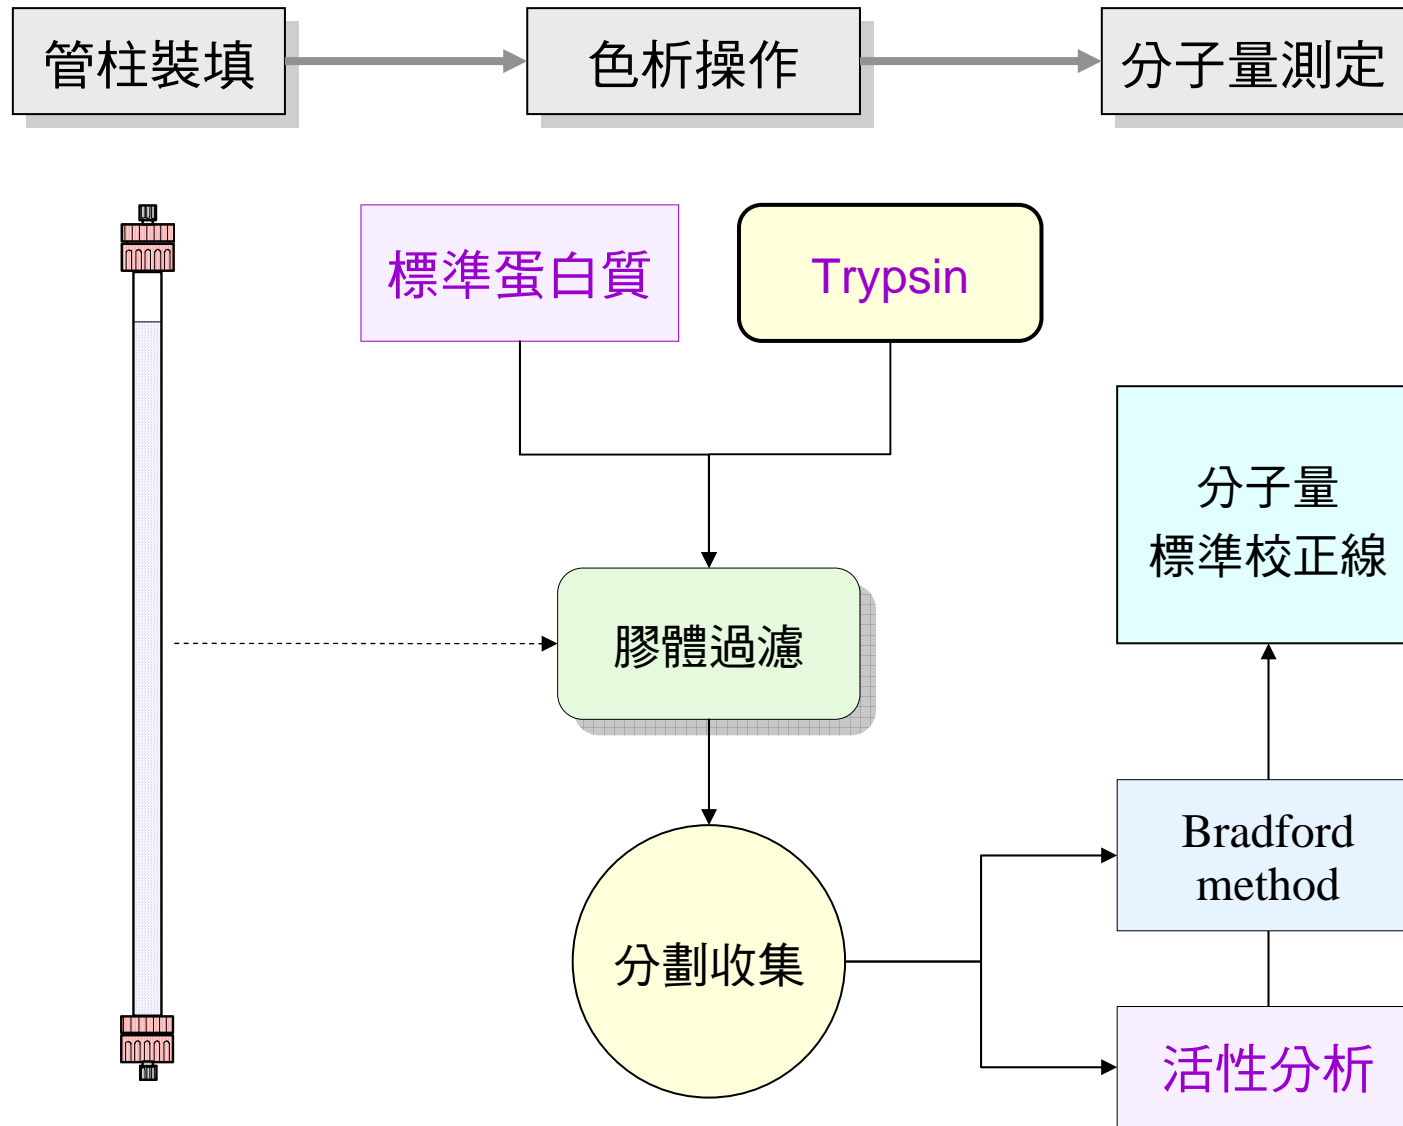 管柱裝填
色析操作
分子量測定
標準蛋白質
Trypsin
分子量
標準校正線
膠體過濾
Bradford
method
分劃收集
活性分析